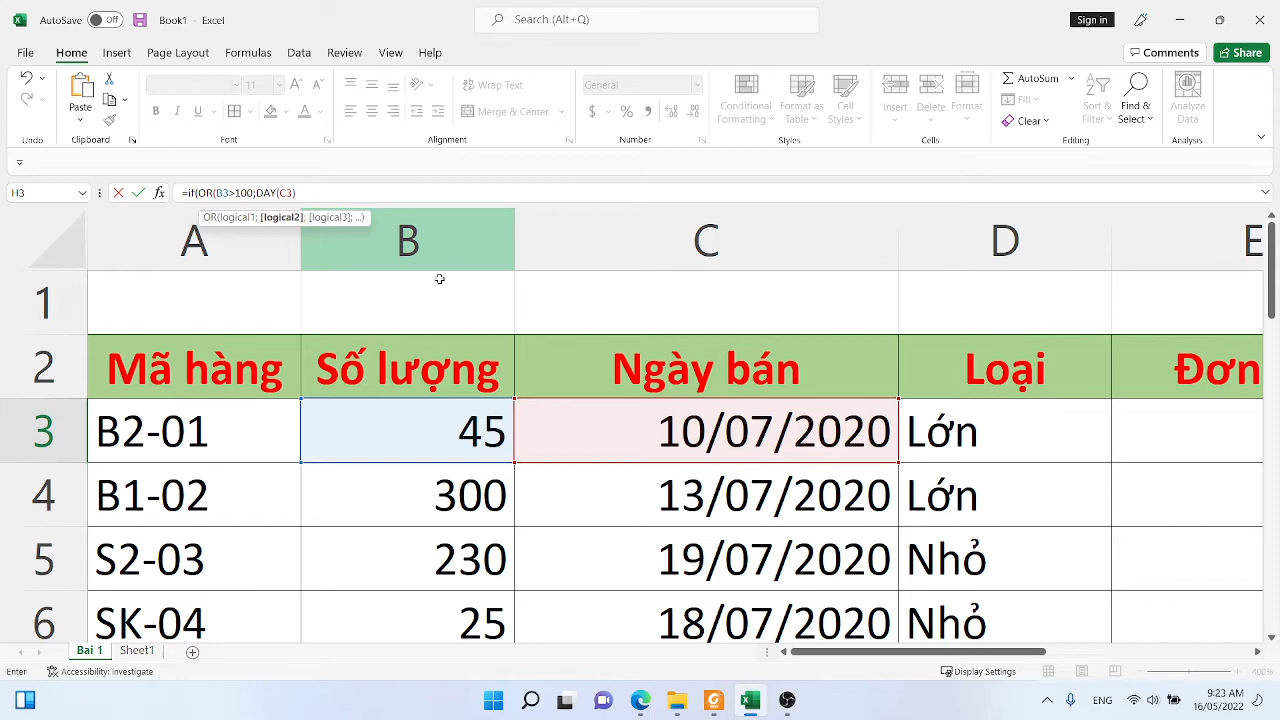 AutoSave Off Book1 - Excel Search (Alt+Q) Sign in
File Home Insert Page Layout Formulas Data Review View Help Comments Share
11 Wrap Text General AutoSum
Paste Merge & Center $ % Conditional Formatting Format Table Cell Styles Insert Delete Format Fill Sort & Filter Find & Select Analyze Data
B I U A Clear
Undo Clipboard Font Alignment Number Styles Cells Editing Analysis
H3 fx =if(OR(B3>100;DAY(C3)
OR(logical1; [logical2]; [logical3]; ...)
A B C D E
1
2 Mã hàng Số lượng Ngày bán Loại Đơn
3 B2-01 45 10/07/2020 Lớn
4 B1-02 300 13/07/2020 Lớn
5 S2-03 230 19/07/2020 Nhỏ
6 SK-04 25 18/07/2020 Nhỏ
Bai 1 Sheet1
Enter Accessibility: Investigate Display Settings 400%
ENG 9:23 AM
16/05/2022